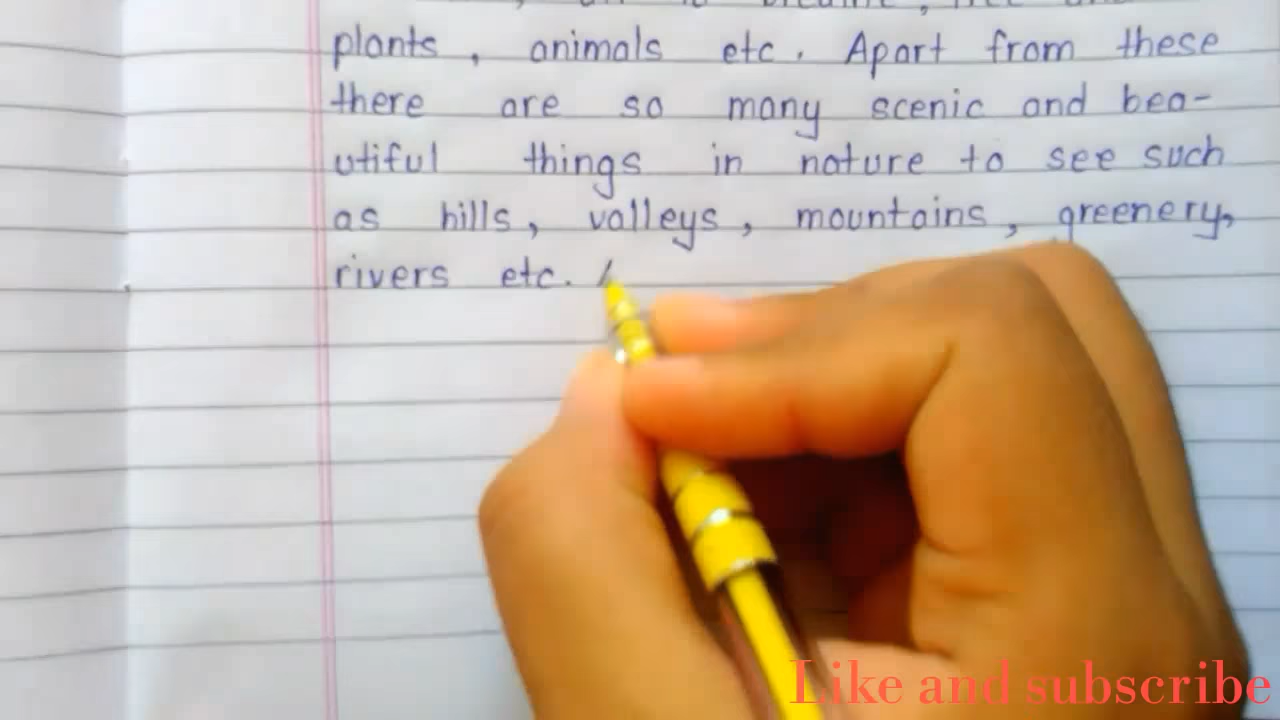 plants, animals etc. Apart from these
there are so many scenic and bea-
utiful things in nature to see such
as hills, valleys, mountains, greenery,
rivers etc.
Like and subscribe